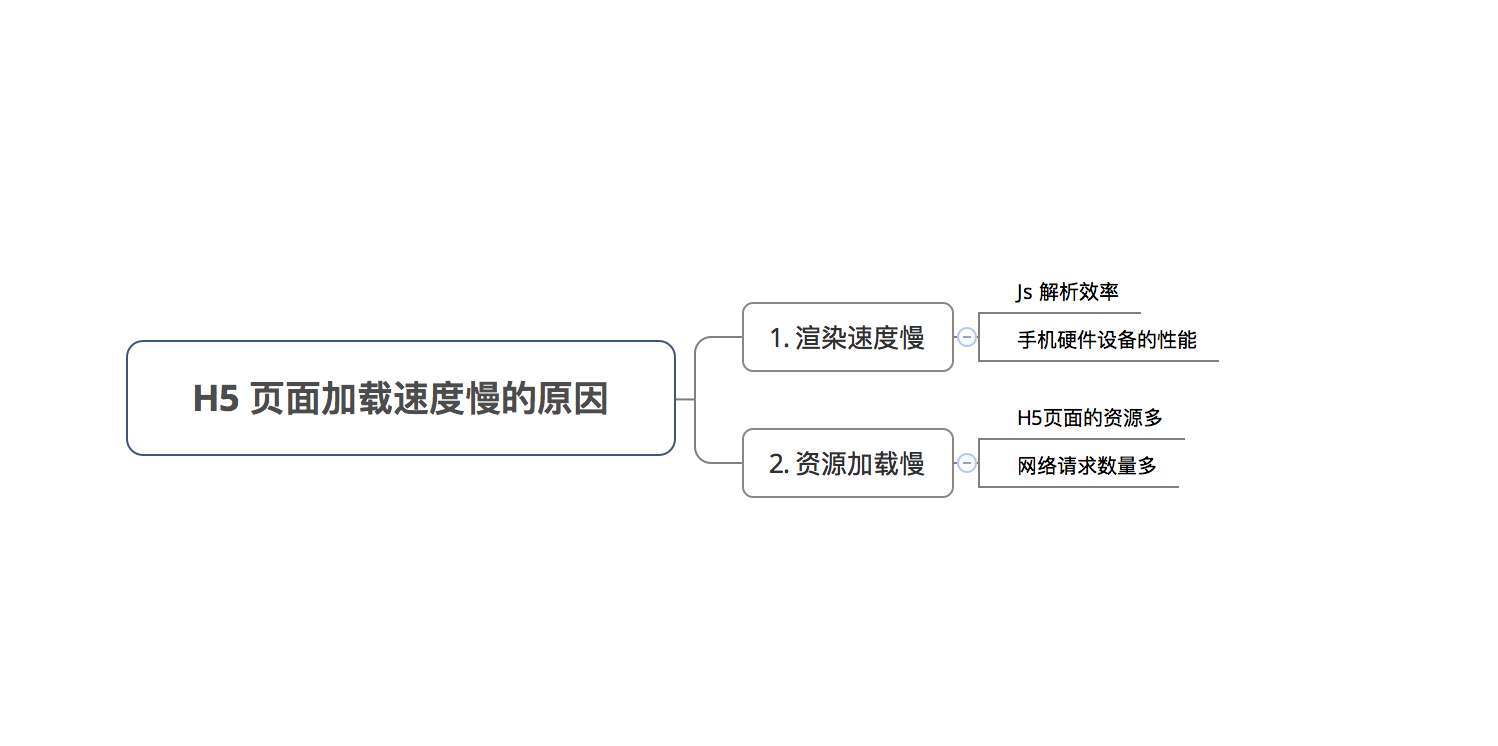 H5 页面加载速度慢的原因
1. 渲染速度慢
Js 解析效率
手机硬件设备的性能
2. 资源加载慢
H5页面的资源多
网络请求数量多